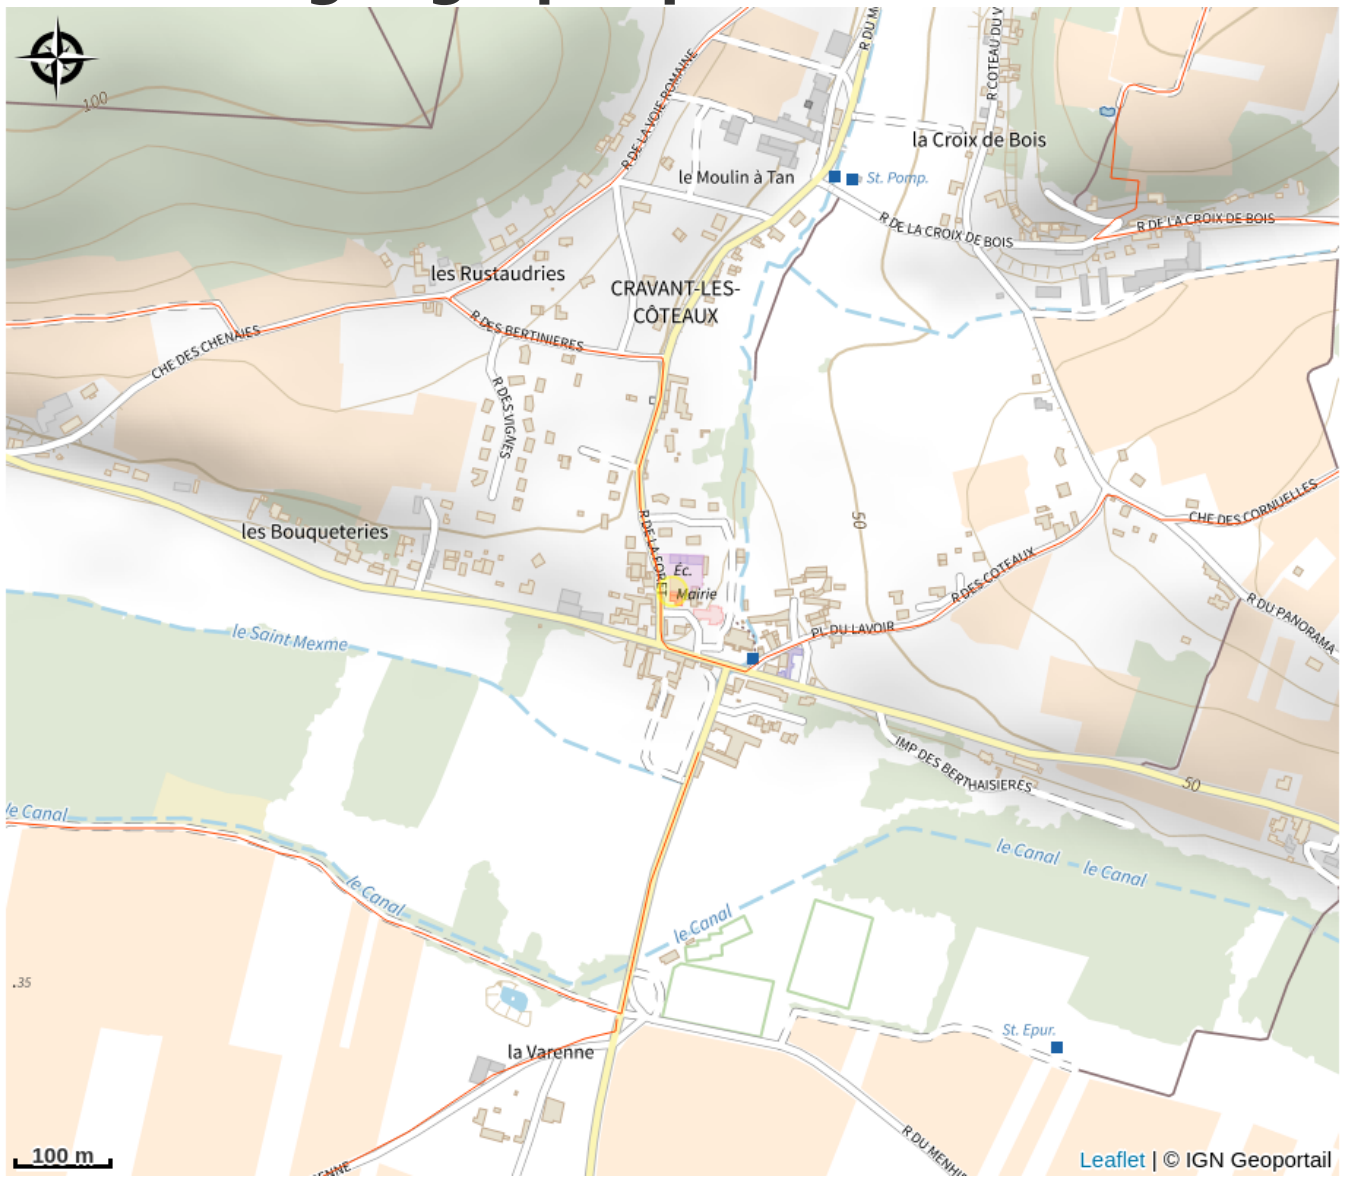 R DU M
R COTEAU DU V
100
R DE LA VOIE ROMAINE
la Croix de Bois
le Moulin à Tan
St. Pomp.
R DE LA CROIX DE BOIS
R DE LA CROIX DE BOIS
les Rustaudries
CRAVANT-LES-
CÔTEAUX
R DES BERTINIERES
CHE DES CHENAIES
R DES VIGNES
50
CHE DES CORNUELLES
les Bouqueteries
R DE LA FORET
Éc.
Mairie
R DES COTEAUX
R DU PANORAMA
PL DU LAVOIR
le Saint Mexme
IMP DES BERTHAISIERES
50
le Canal
le Canal
le Canal
le Canal
le Canal
.35
St. Epur.
la Varenne
R DU MENHIR
ENNE
100 m
Leaflet | © IGN Geoportail